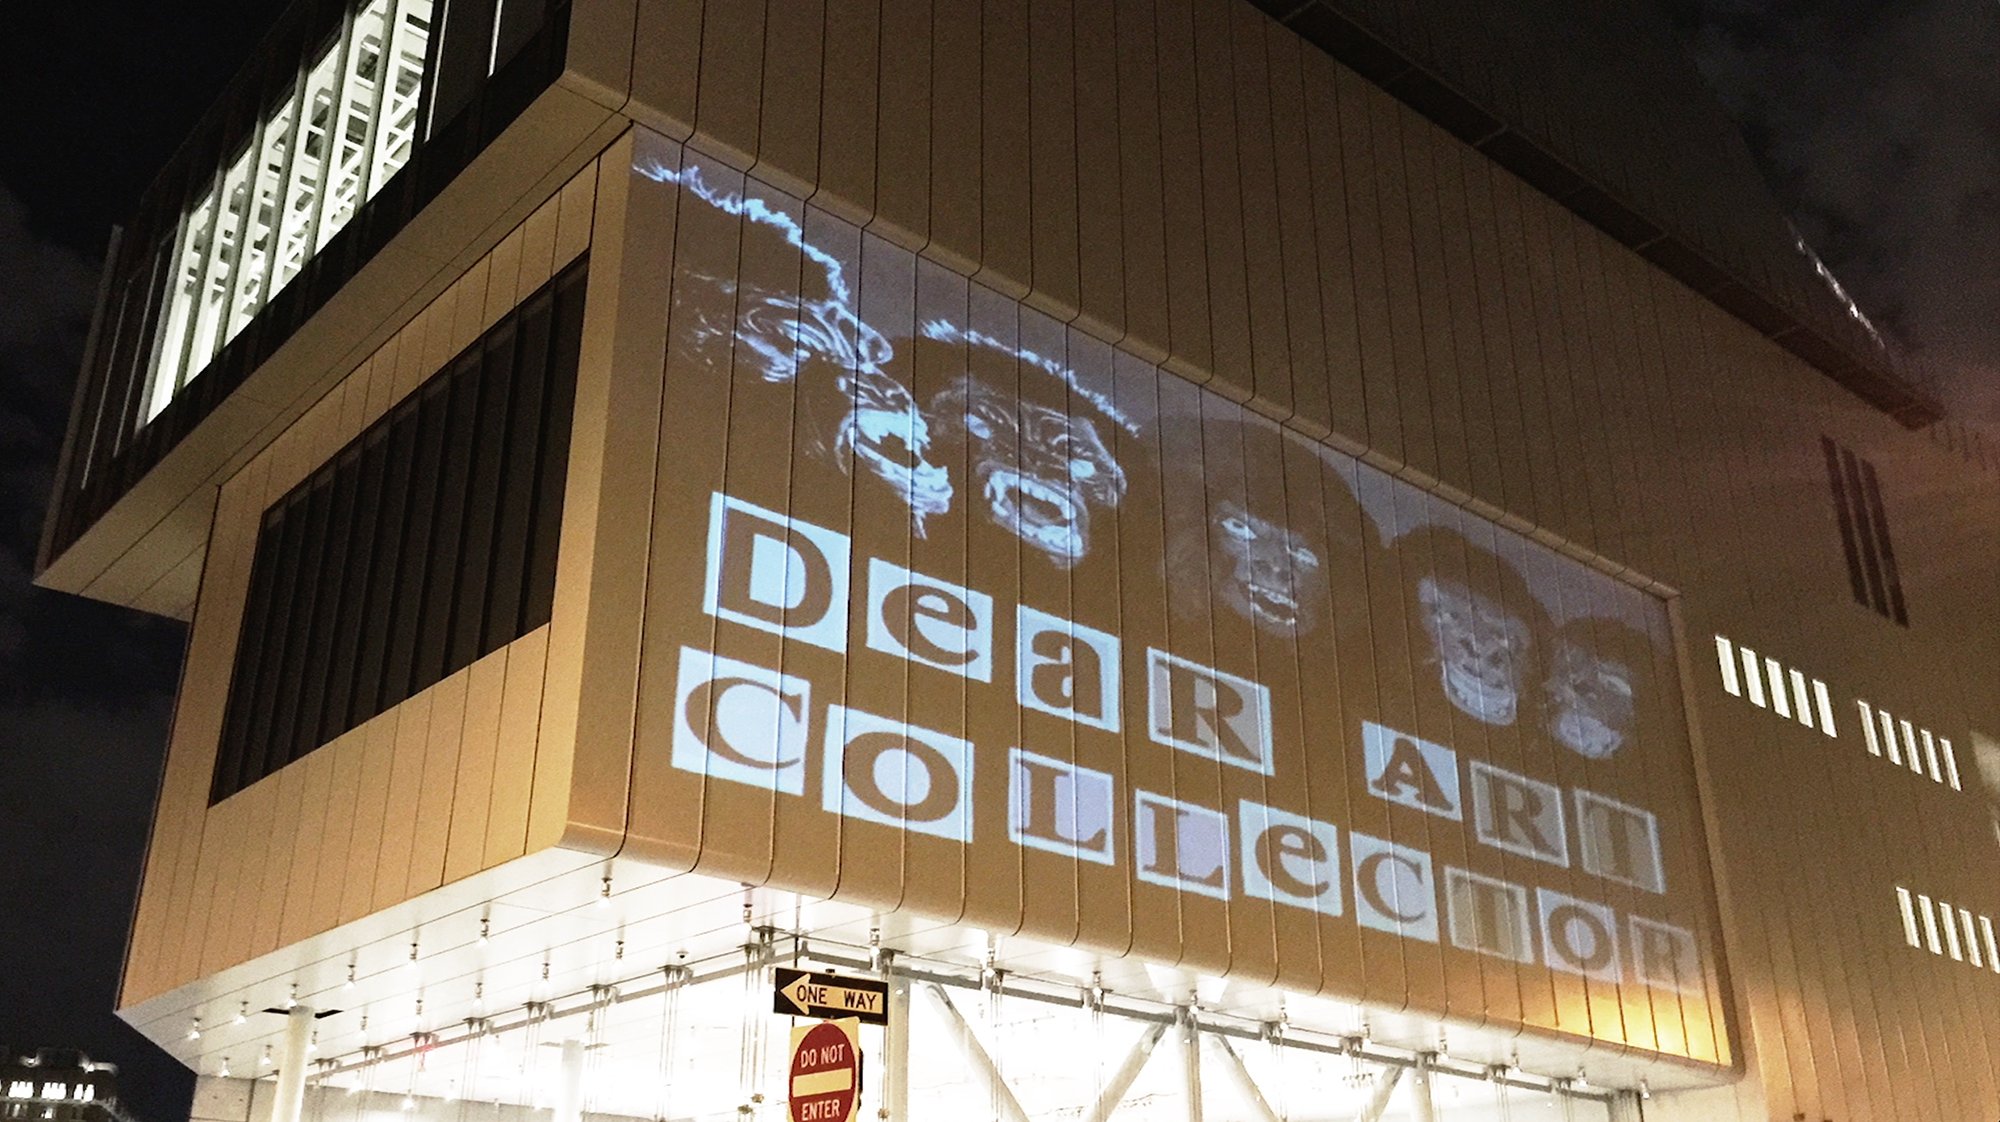 Dear ART
COLLeCTOR
ONE WAY
DO NOT
ENTER